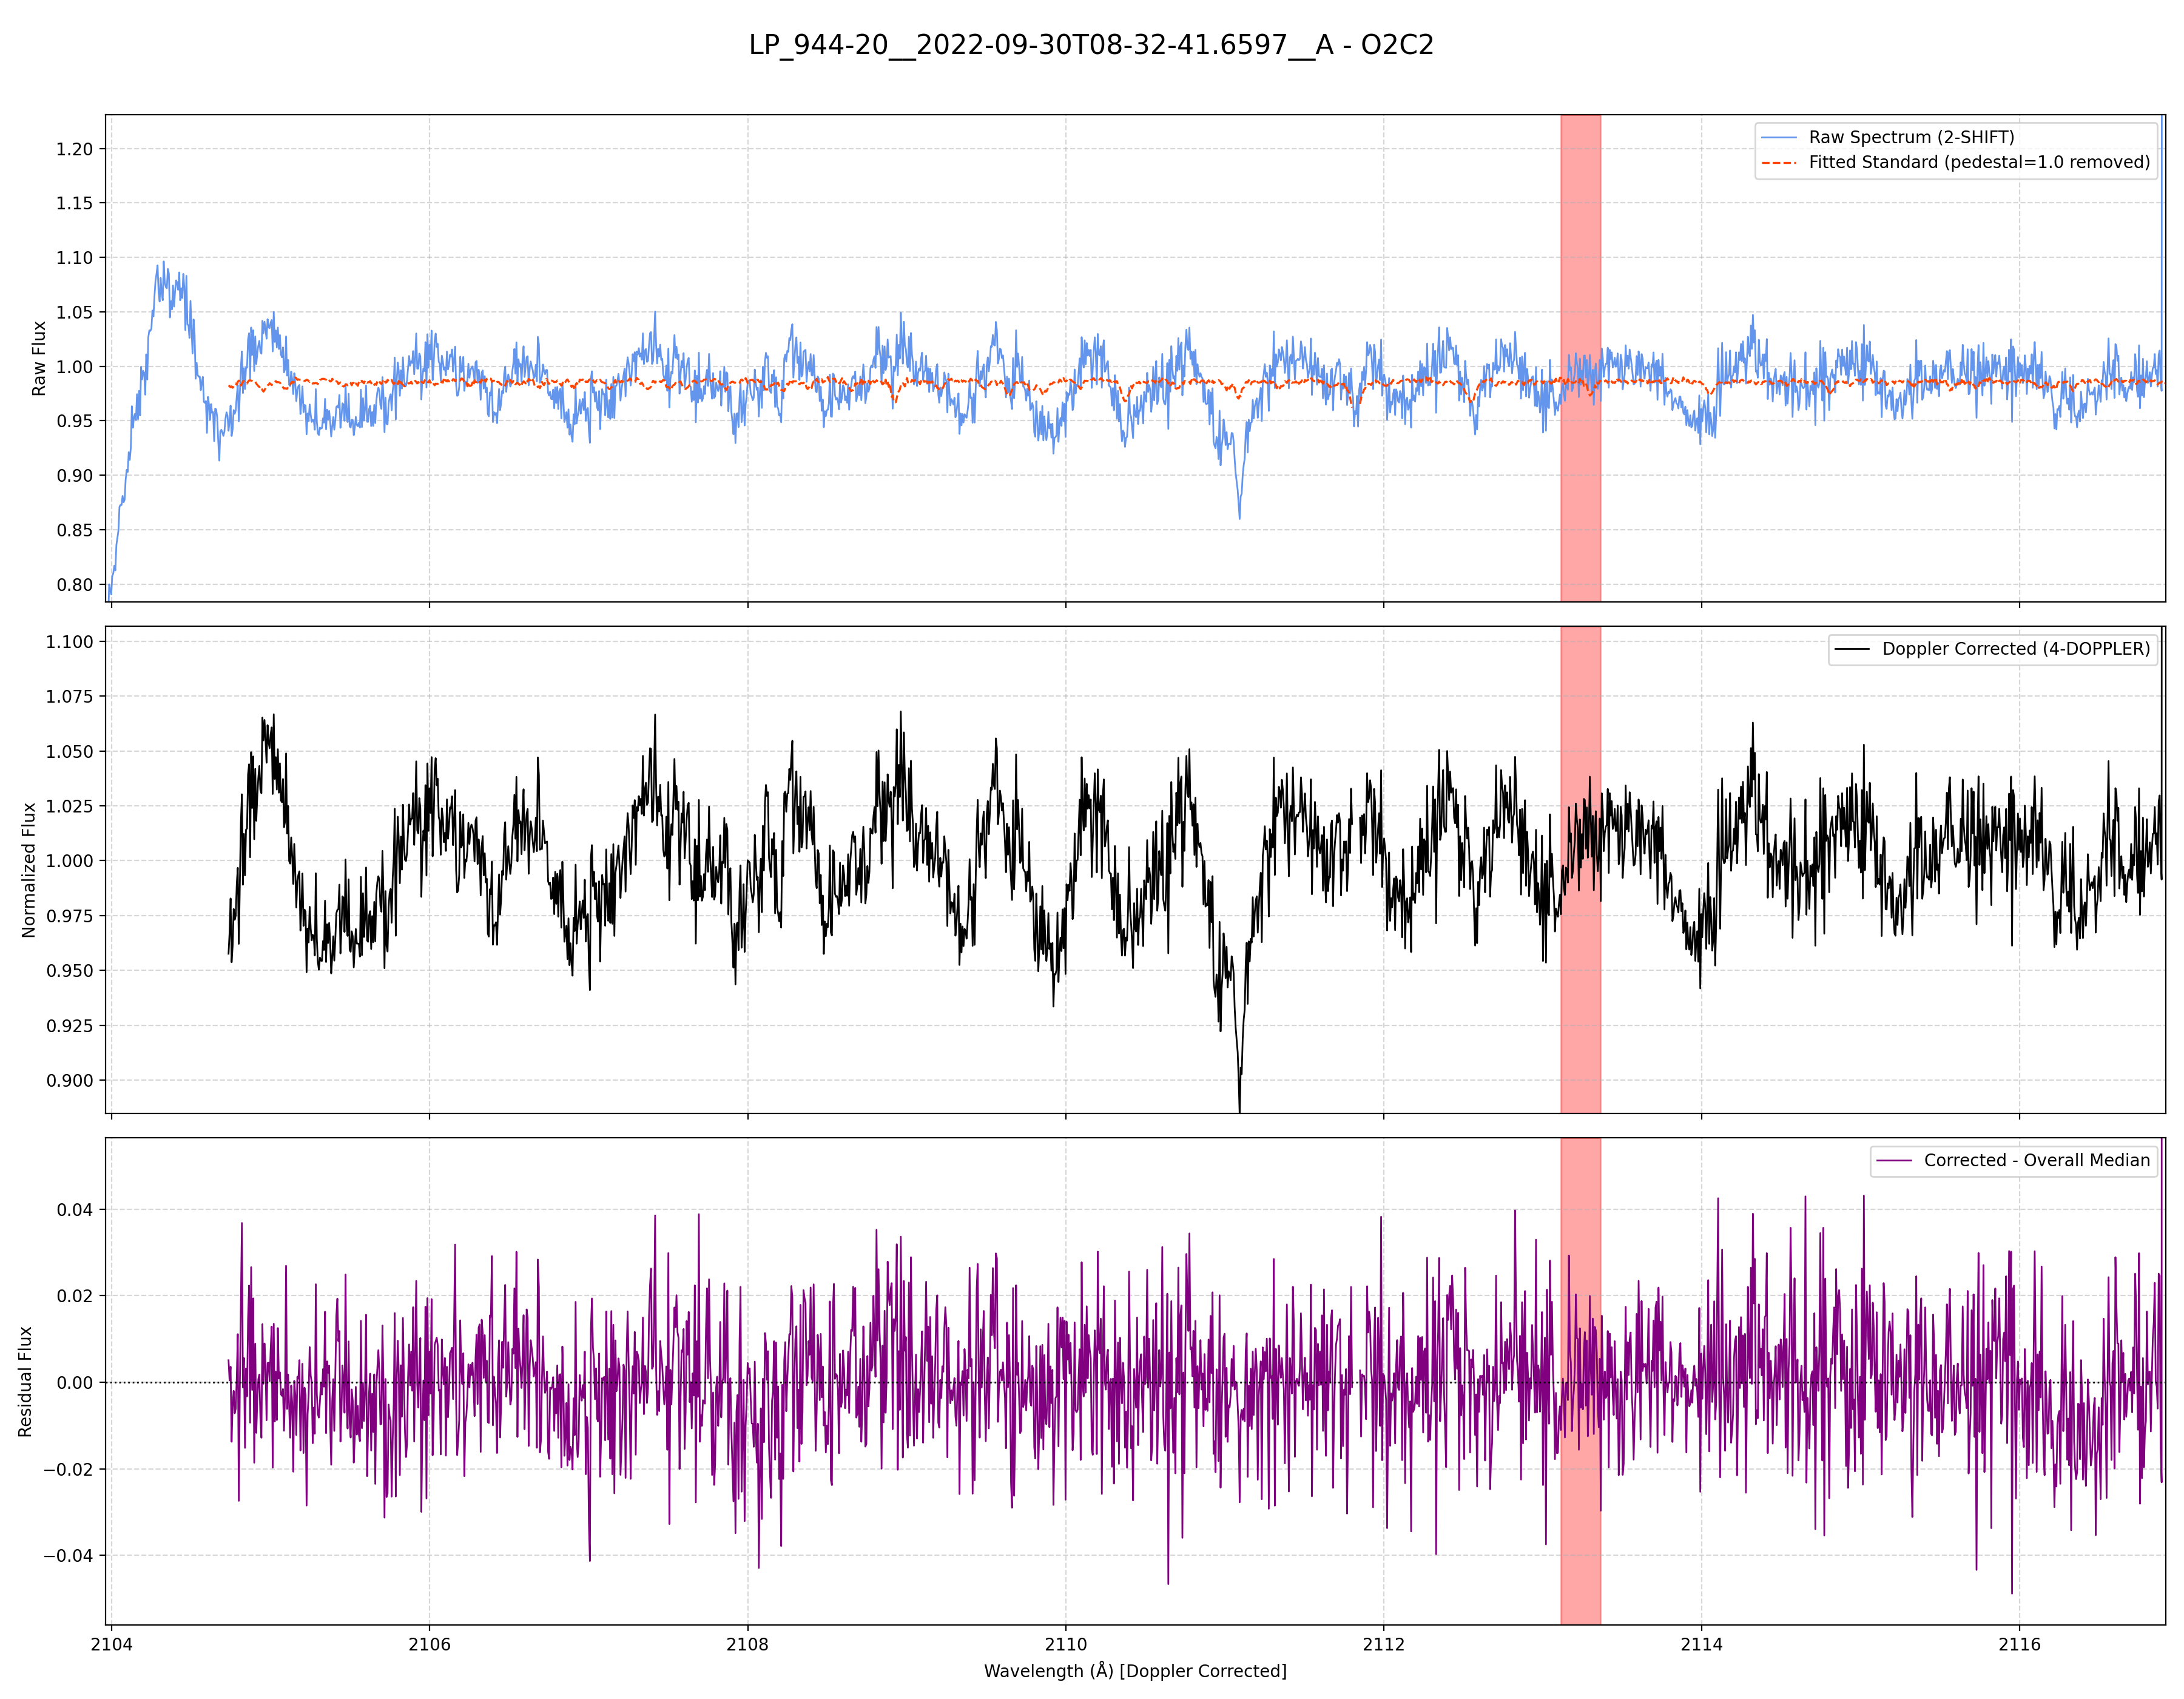 LP_944-20__2022-09-30T08-32-41.6597__A - O2C2
Raw Flux
1.20
1.15
1.10
1.05
1.00
0.95
0.90
0.85
0.80
Raw Spectrum (2-SHIFT)
Fitted Standard (pedestal=1.0 removed)
Normalized Flux
1.100
1.075
1.050
1.025
1.000
0.975
0.950
0.925
0.900
Doppler Corrected (4-DOPPLER)
Residual Flux
0.04
0.02
0.00
−0.02
−0.04
Corrected - Overall Median
2104 2106 2108 2110 2112 2114 2116
Wavelength (Å) [Doppler Corrected]